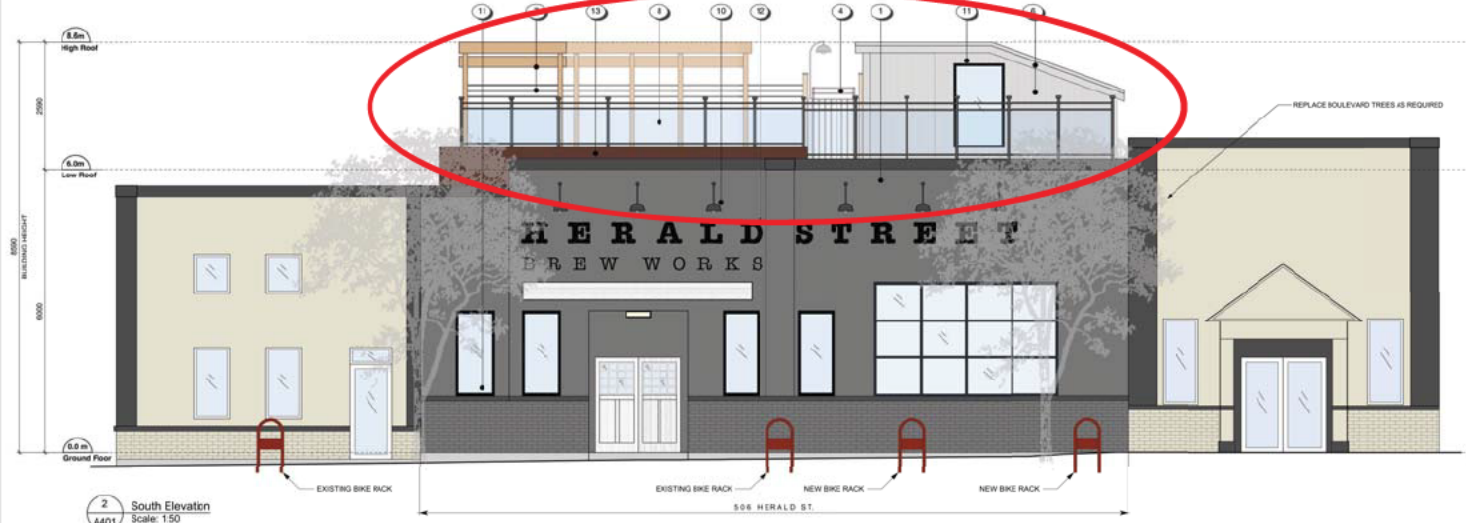 11 13 8 10 12 4 1 11 6
8.6m
High Roof
2590
REPLACE BOULEVARD TREES AS REQUIRED
6.0m
Low Roof
8590
BUILDING HEIGHT
HERALD STREET
BREW WORKS
6000
0.0 m
Ground Floor
EXISTING BIKE RACK
EXISTING BIKE RACK
NEW BIKE RACK
NEW BIKE RACK
2
A401
South Elevation
Scale: 1:50
506 HERALD ST.